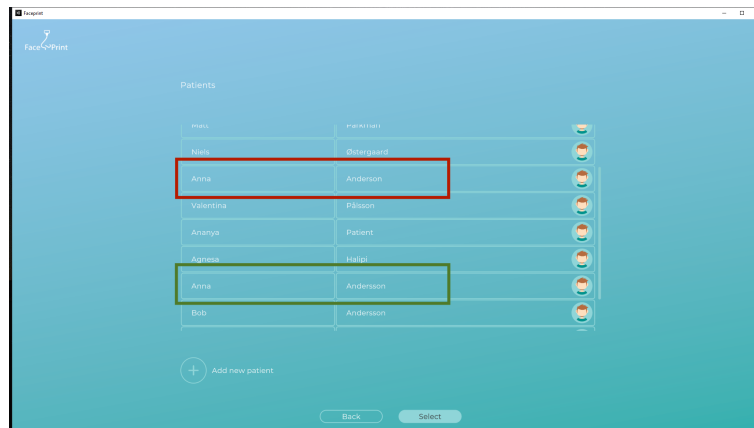 Faceprint
FacePrint
Patients
Niels Østergaard
Anna Anderson
Valentina Pålsson
Ananya Patient
Agnesa Halipi
Anna Andersson
Bob Andersson
Add new patient
Back Select